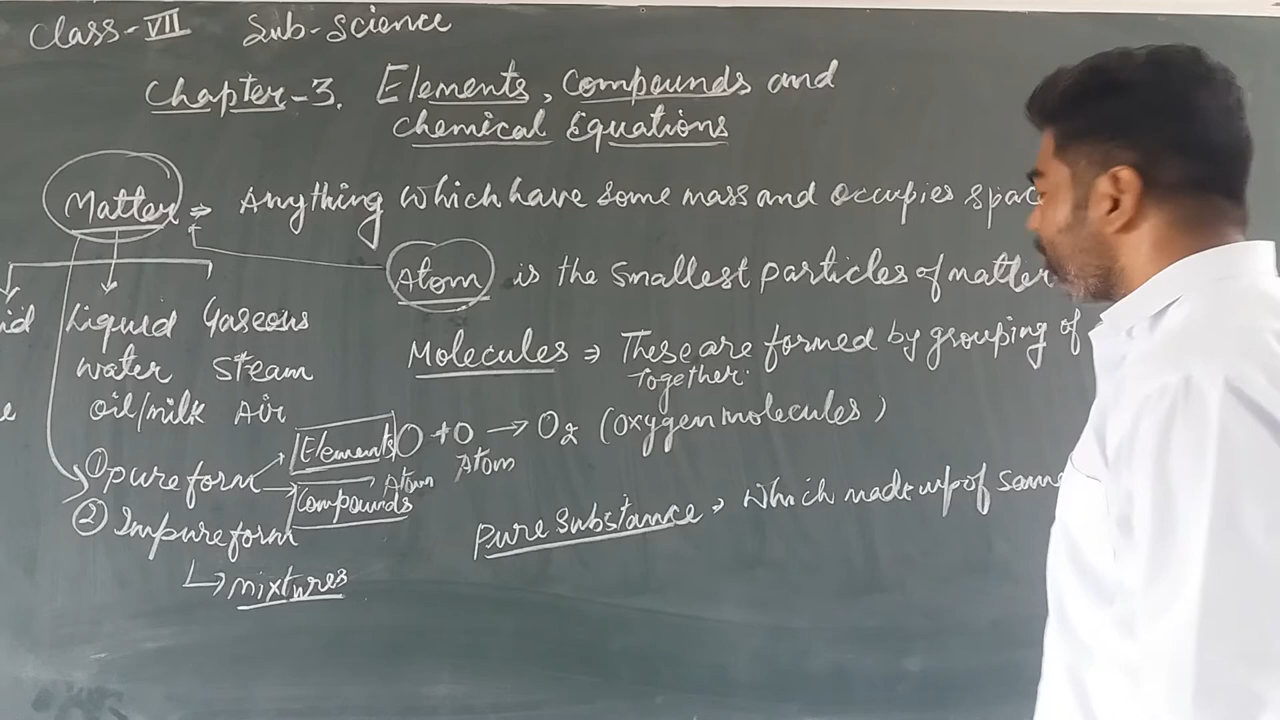 Class-VII Sub-Science
Chapter-3. Elements, Compounds and
Chemical Equations
Matter ⇒ Anything which have some mass and occupies spac
Atom is the smallest particles of matter
id Liquid Gaseous
water steam
e oil/milk Air
Molecules ⇒ These are formed by grouping of
Together.
O + O → O2 (oxygen molecules)
Atom Atom
① pure form → Elements
→ Compounds
② Impure form
↳ mixtures
Pure Substance → which made up of same